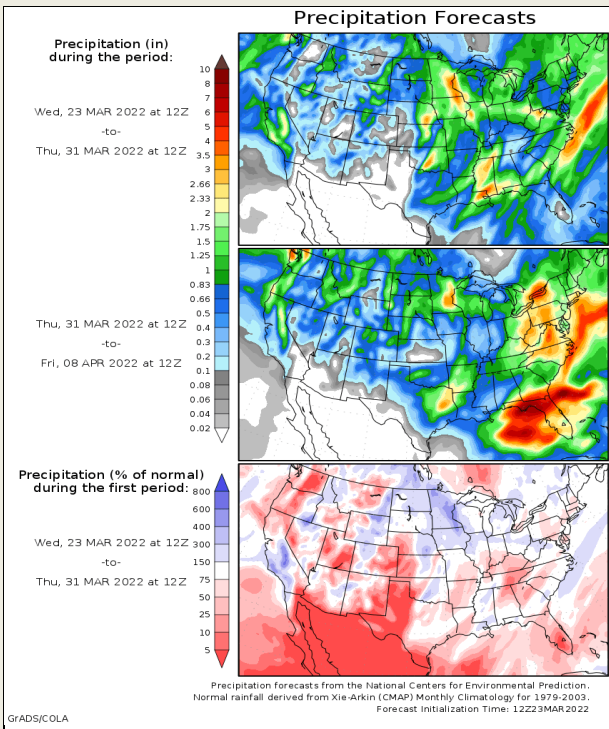 Precipitation Forecasts
Precipitation (in)
during the period:
Wed, 23 MAR 2022 at 12Z
-to-
Thu, 31 MAR 2022 at 12Z
10
8
7
6
5
4
3.5
3
2.66
2.33
2
1.75
1.5
1.25
1
0.83
0.66
0.5
0.4
0.3
0.2
0.1
0.08
0.06
0.04
0.02
Thu, 31 MAR 2022 at 12Z
-to-
Fri, 08 APR 2022 at 12Z
Precipitation (% of normal)
during the first period:
Wed, 23 MAR 2022 at 12Z
-to-
Thu, 31 MAR 2022 at 12Z
800
600
400
300
150
75
50
25
10
5
Precipitation forecasts from the National Centers for Environmental Prediction.
Normal rainfall derived from Xie-Arkin (CMAP) Monthly Climatology for 1979-2003.
Forecast Initialization Time: 12Z23MAR2022
GrADS/COLA